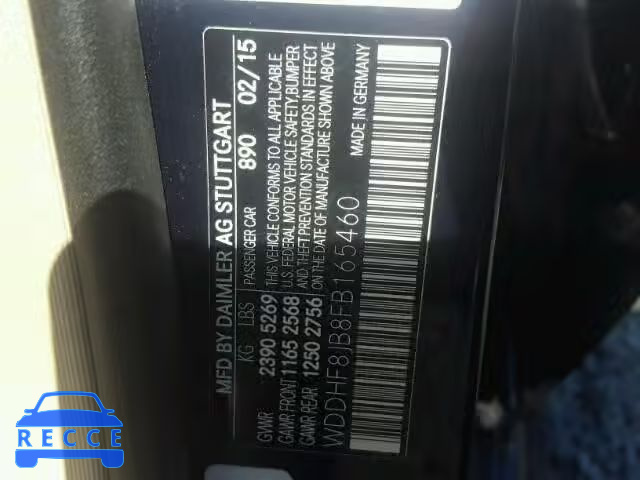 MFD BY DAIMLER AG STUTTGART
KG LBS PASSENGER CAR 890 02/15
GVWR 2390 5269 THIS VEHICLE CONFORMS TO ALL APPLICABLE
GAWR FRONT 1165 2568 U.S. FEDERAL MOTOR VEHICLE SAFETY, BUMPER
GAWR REAR 1250 2756 AND THEFT PREVENTION STANDARDS IN EFFECT
ON THE DATE OF MANUFACTURE SHOWN ABOVE
WDDHF8JB8FB165460 MADE IN GERMANY
RECCE